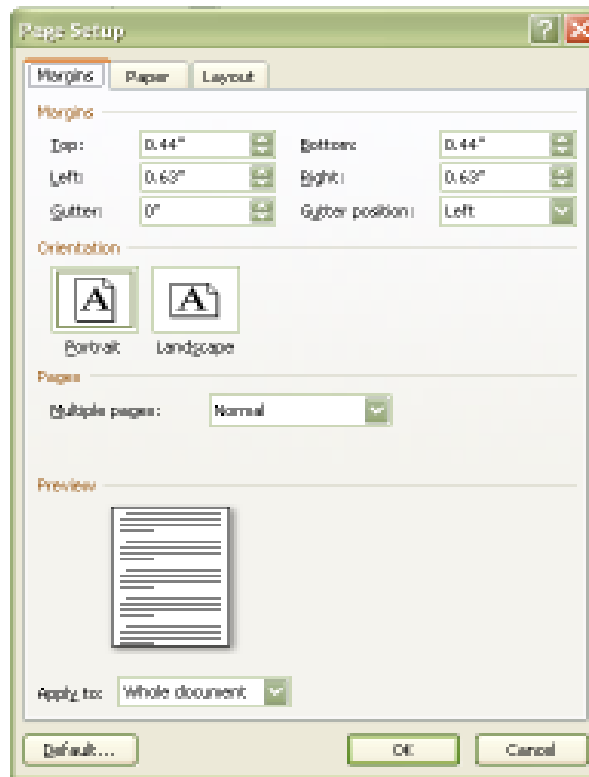 Page Setup
Margins Paper Layout
Margins
Top: 0.44" Bottom: 0.44"
Left: 0.63" Right: 0.63"
Gutter: 0" Gutter position: Left
Orientation
A A
Portrait Landscape
Pages
Multiple pages: Normal
Preview
Apply to: Whole document
Default... OK Cancel